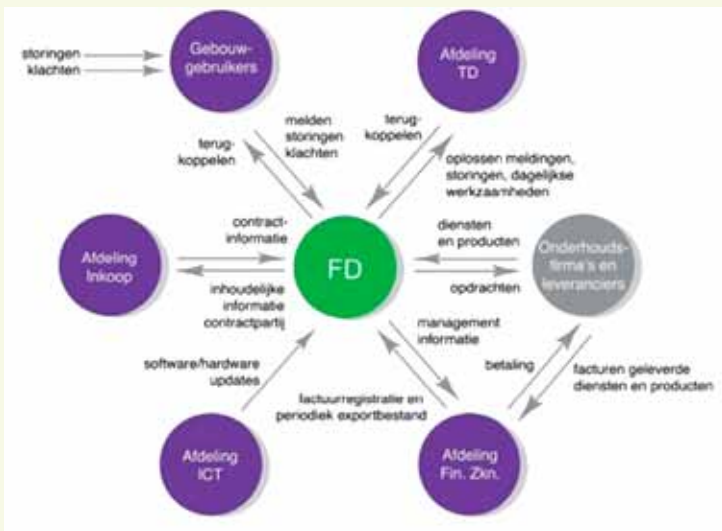 storingen
klachten
Gebouw-
gebruikers
Afdeling
TD
terug-
koppelen
melden
storingen
klachten
terug-
koppelen
oplossen meldingen,
storingen, dagelijkse
werkzaamheden
Afdeling
Inkoop
contract-
informatie
inhoudelijke
informatie
contractpartij
FD
diensten
en producten
opdrachten
Onderhouds-
firma's en
leveranciers
software/hardware
updates
management
informatie
factuurregistratie en
periodiek exportbestand
betaling
facturen geleverde
diensten en producten
Afdeling
ICT
Afdeling
Fin. Zkn.